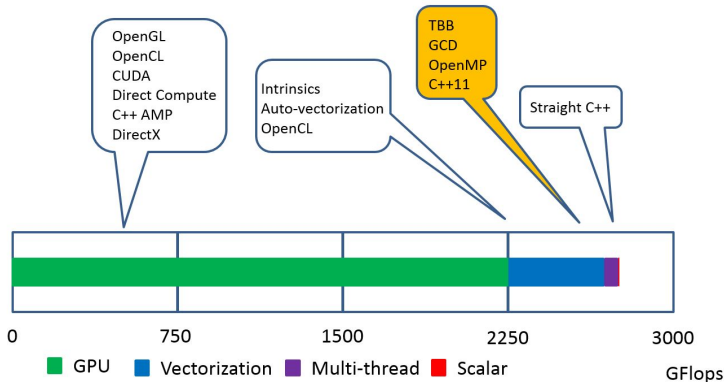 OpenGL
OpenCL
CUDA
Direct Compute
C++ AMP
DirectX
Intrinsics
Auto-vectorization
OpenCL
TBB
GCD
OpenMP
C++11
Straight C++
0 750 1500 2250 3000
GPU Vectorization Multi-thread Scalar
GFlops